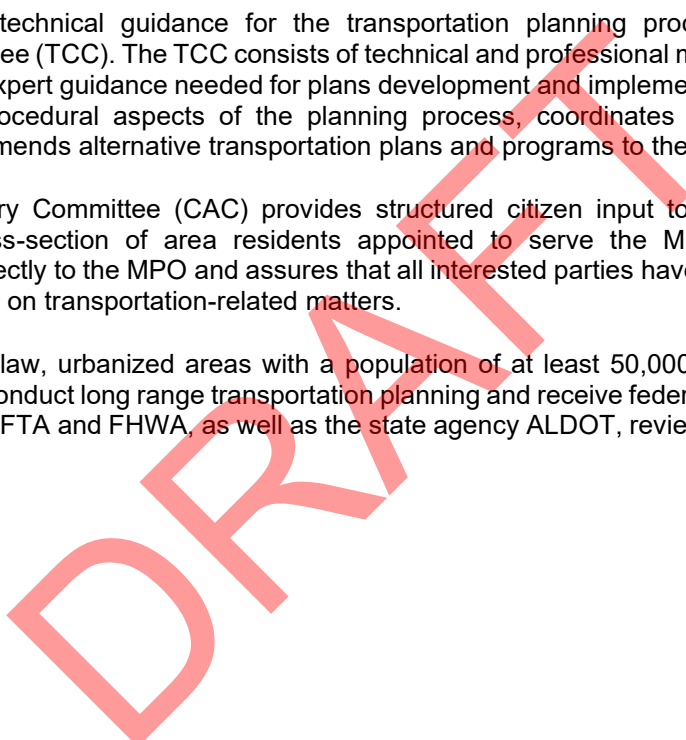 technical guidance for the transportation planning proc
ee (TCC). The TCC consists of technical and professional n
xpert guidance needed for plans development and impleme
ocedural aspects of the planning process, coordinates
mends alternative transportation plans and programs to the
ry Committee (CAC) provides structured citizen input to
ss-section of area residents appointed to serve the M
ectly to the MPO and assures that all interested parties have
on transportation-related matters.
law, urbanized areas with a population of at least 50,000
onduct long range transportation planning and receive feder
FTA and FHWA, as well as the state agency ALDOT, revie
DRAFT